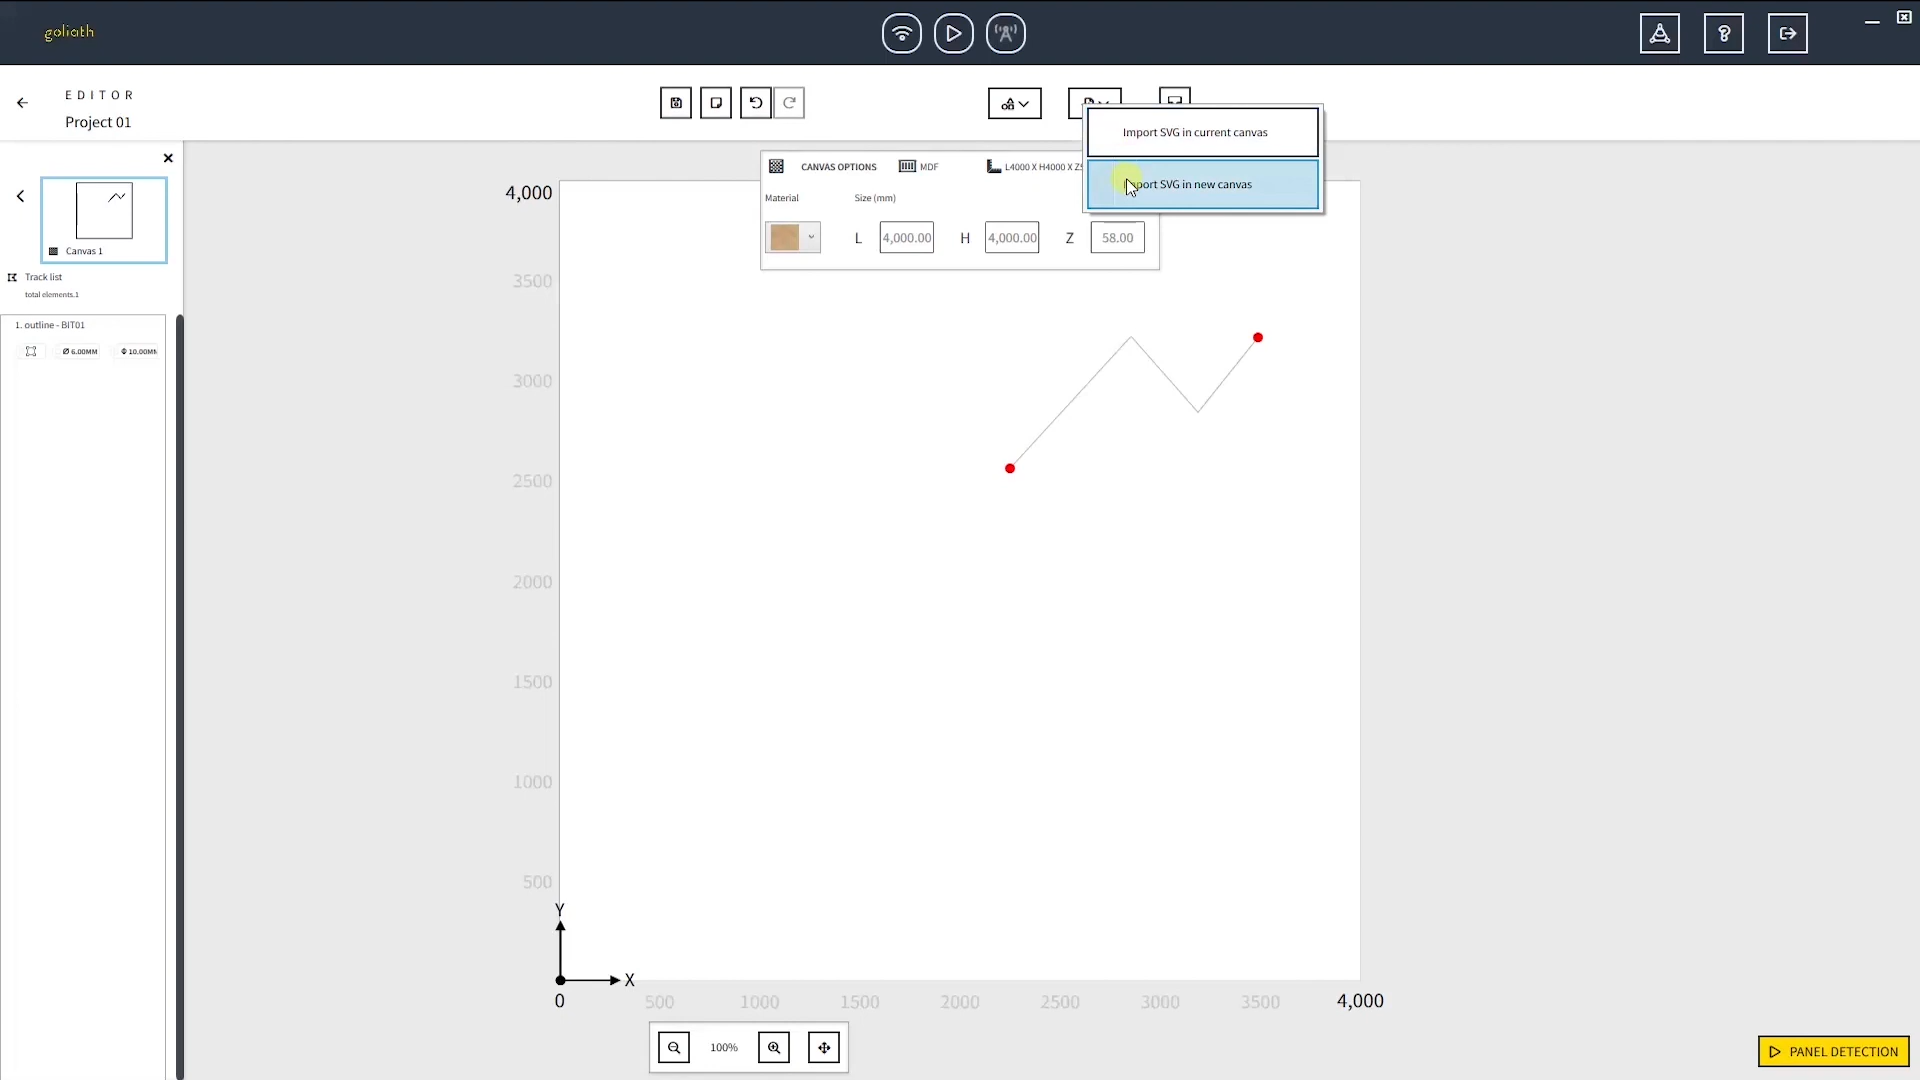 goliath
EDITOR
Project 01
Import SVG in current canvas
port SVG in new canvas
CANVAS OPTIONS
MDF
L4000 X H4000 X
Material
Size (mm)
L
4,000.00
H
4,000.00
Z
58.00
Canvas 1
Track list
total elements.1
1. outline - BIT01
Ø 6.00MM
10.00MM
4,000
3500
3000
2500
2000
1500
1000
500
Y
X
0
500
1000
1500
2000
2500
3000
3500
4,000
100%
PANEL DETECTION